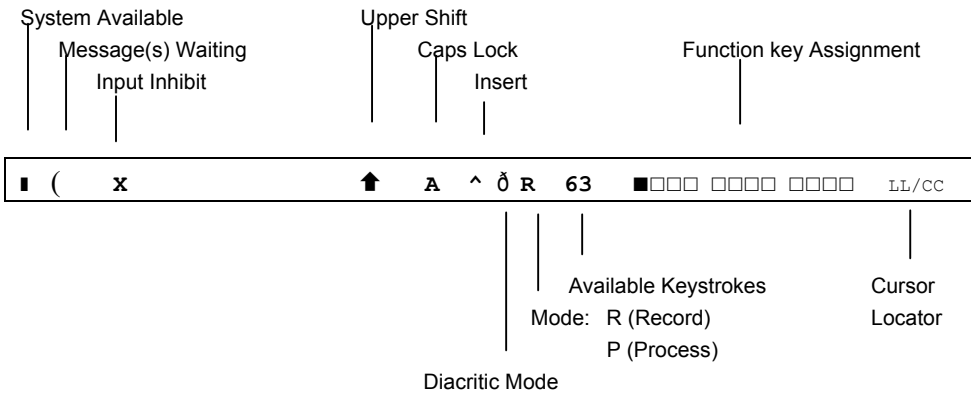 System Available Upper Shift
Message(s) Waiting Caps Lock Function key Assignment
Input Inhibit Insert
▮ ( X ⬆ A ^ ð R 63 ■□□□ □□□□ □□□□ LL/CC
Available Keystrokes Cursor
Mode: R (Record) Locator
P (Process)
Diacritic Mode